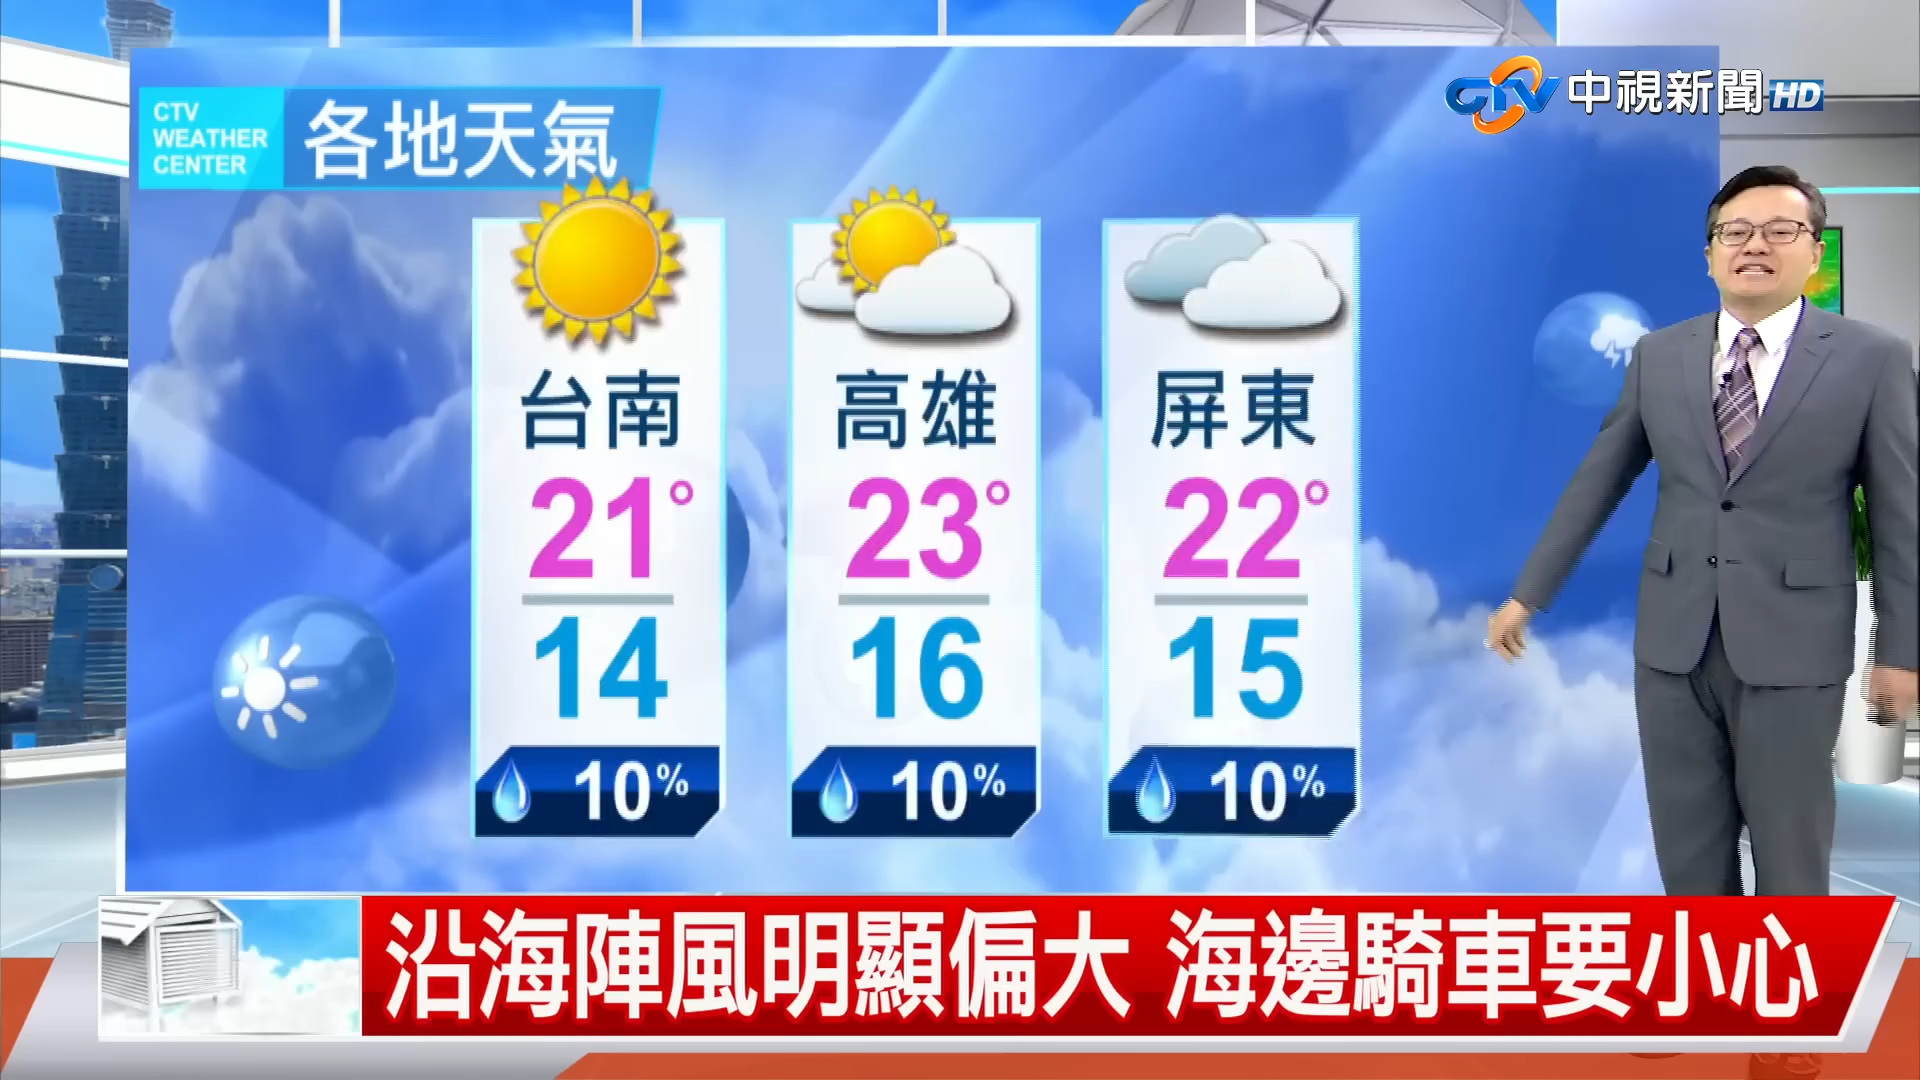 CTV
WEATHER
CENTER
各地天氣
CTV 中視新聞 HD
台南 高雄 屏東
21° 23° 22°
14 16 15
10% 10% 10%
沿海陣風明顯偏大 海邊騎車要小心